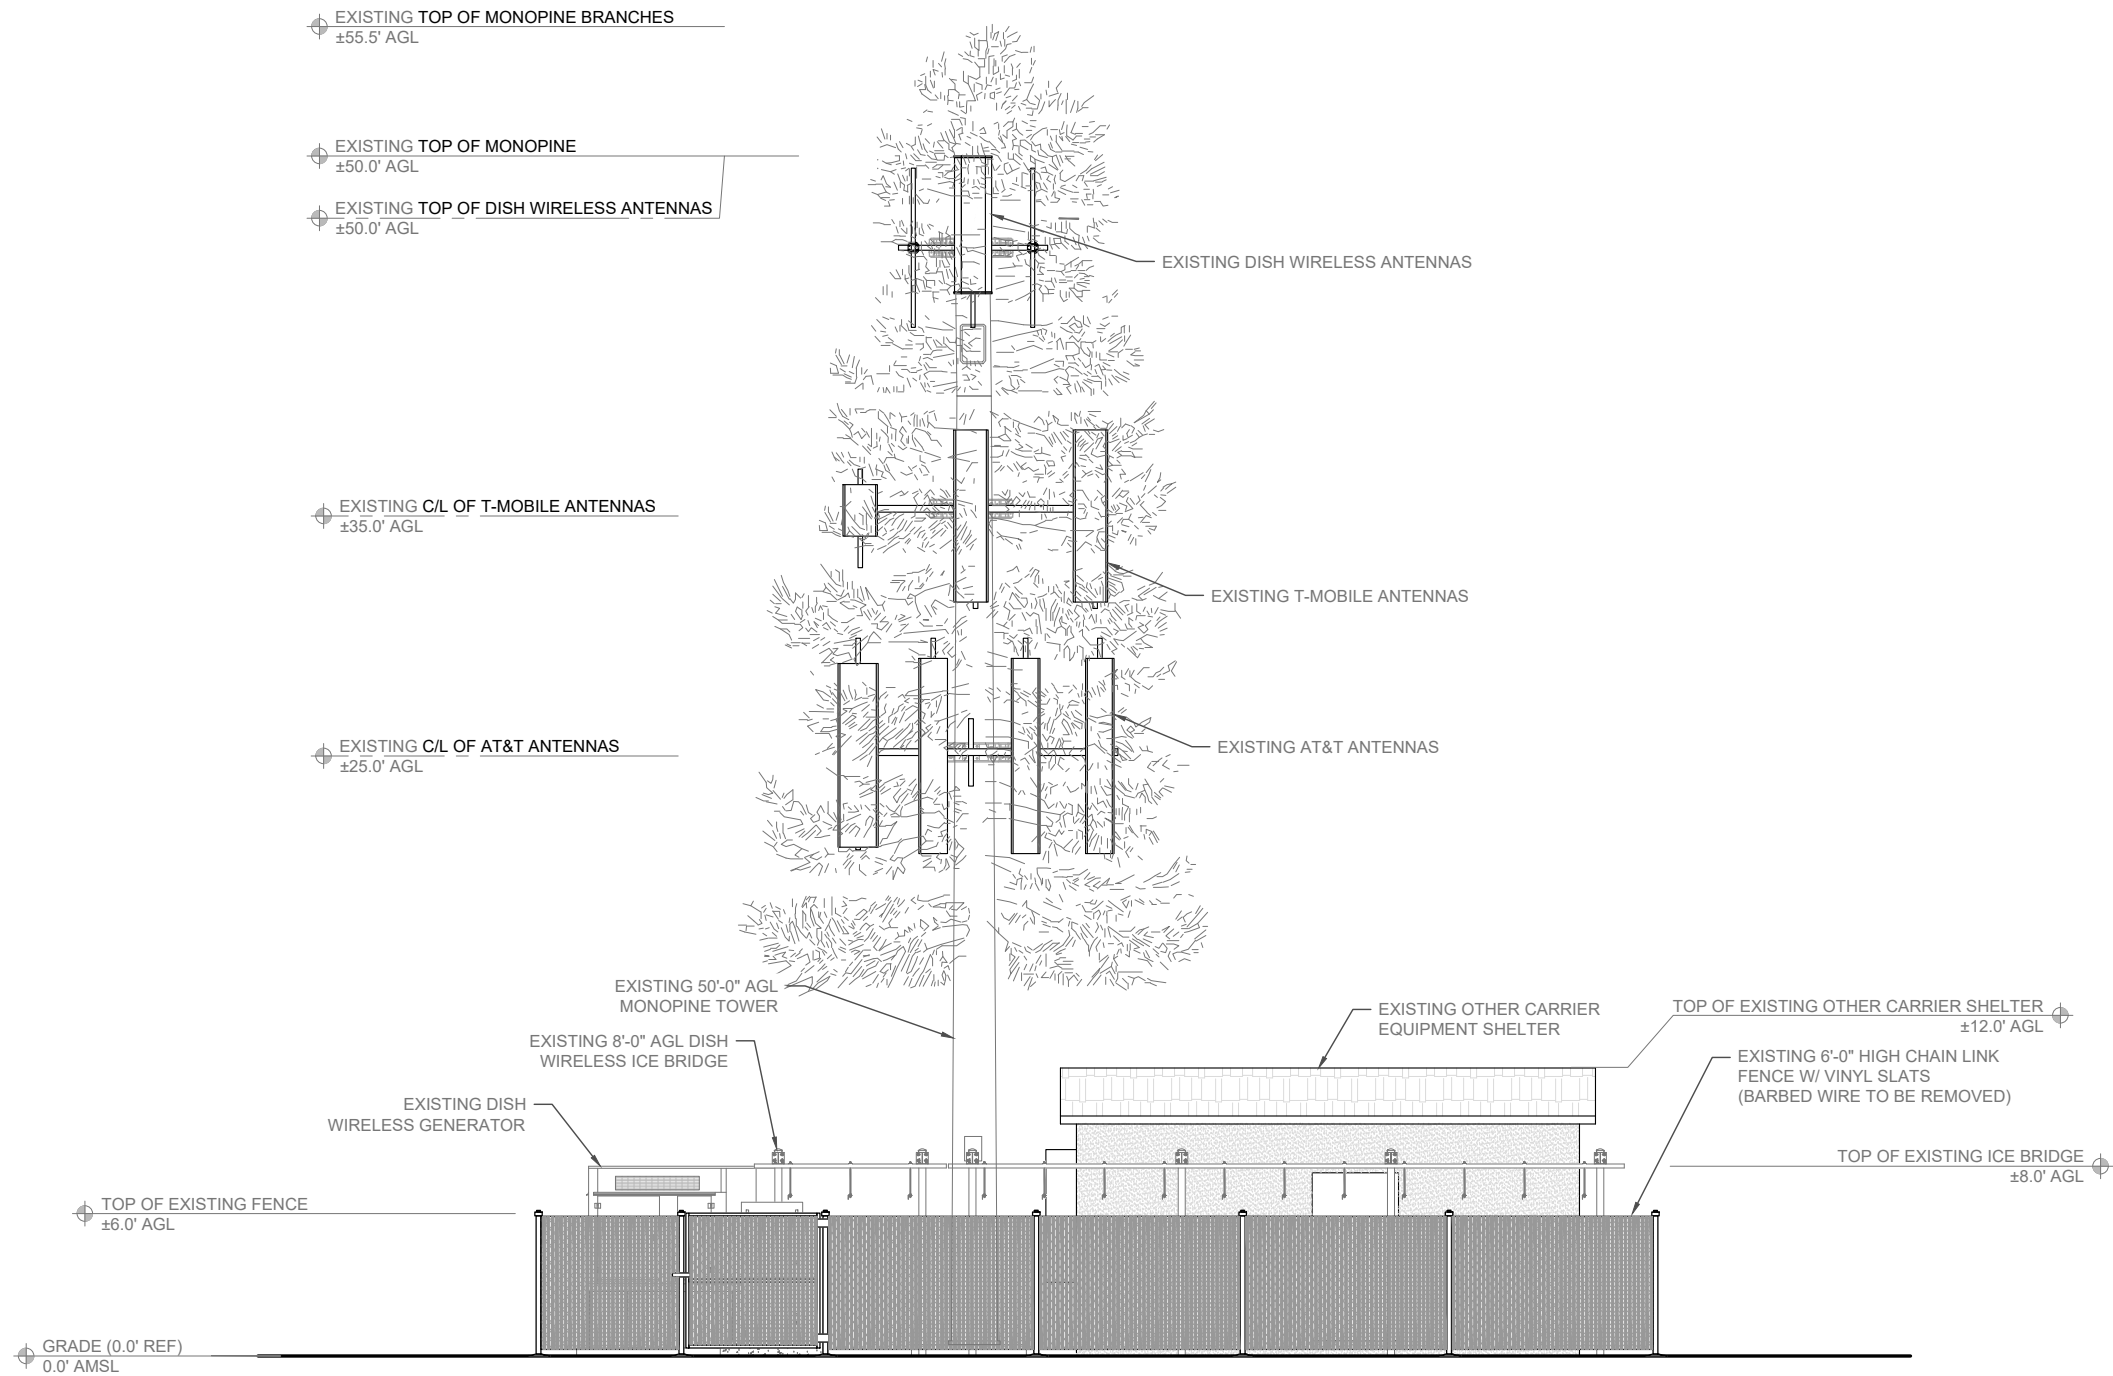 EXISTING TOP OF MONOPINE BRANCHES
±55.5' AGL
EXISTING TOP OF MONOPINE
±50.0' AGL
EXISTING TOP OF DISH WIRELESS ANTENNAS
±50.0' AGL
EXISTING DISH WIRELESS ANTENNAS
EXISTING C/L OF T-MOBILE ANTENNAS
±35.0' AGL
EXISTING T-MOBILE ANTENNAS
EXISTING C/L OF AT&T ANTENNAS
±25.0' AGL
EXISTING AT&T ANTENNAS
EXISTING 50'-0" AGL
MONOPINE TOWER
EXISTING 8'-0" AGL DISH
WIRELESS ICE BRIDGE
EXISTING DISH
WIRELESS GENERATOR
EXISTING OTHER CARRIER
EQUIPMENT SHELTER
TOP OF EXISTING OTHER CARRIER SHELTER
±12.0' AGL
EXISTING 6'-0" HIGH CHAIN LINK
FENCE W/ VINYL SLATS
(BARBED WIRE TO BE REMOVED)
TOP OF EXISTING ICE BRIDGE
±8.0' AGL
TOP OF EXISTING FENCE
±6.0' AGL
GRADE (0.0' REF)
0.0' AMSL